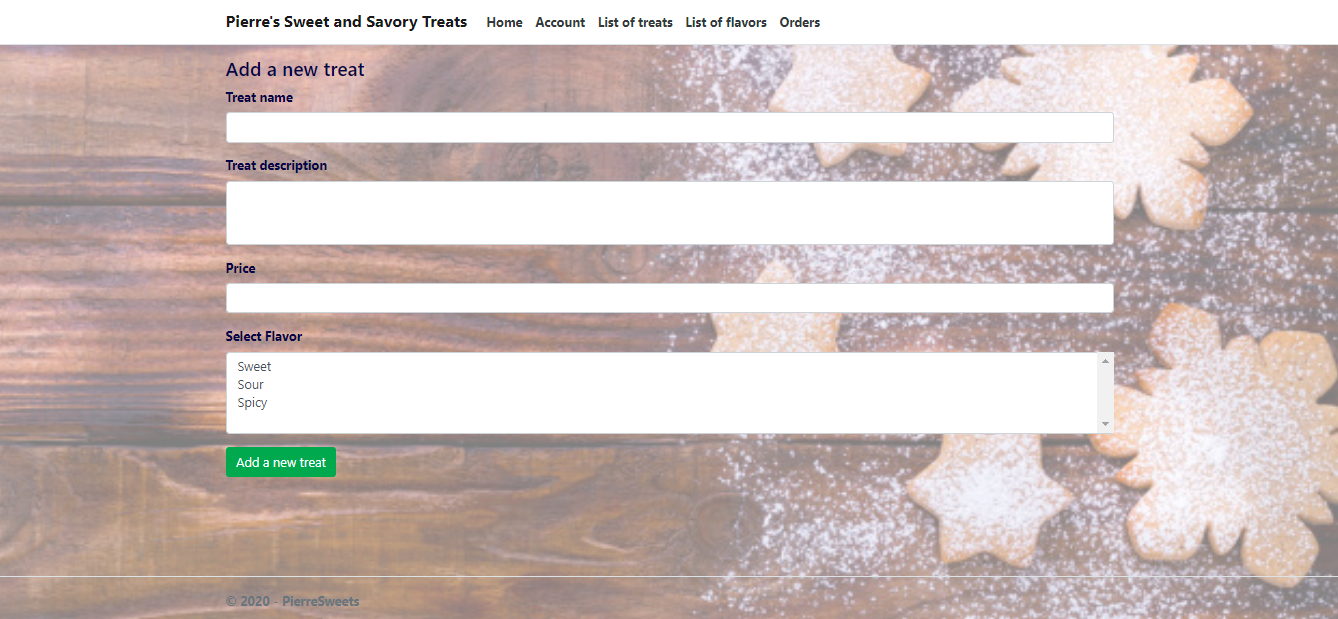 Pierre's Sweet and Savory Treats Home Account List of treats List of flavors Orders
Add a new treat
Treat name
Treat description
Price
Select Flavor
Sweet
Sour
Spicy
Add a new treat
© 2020 - PierreSweets